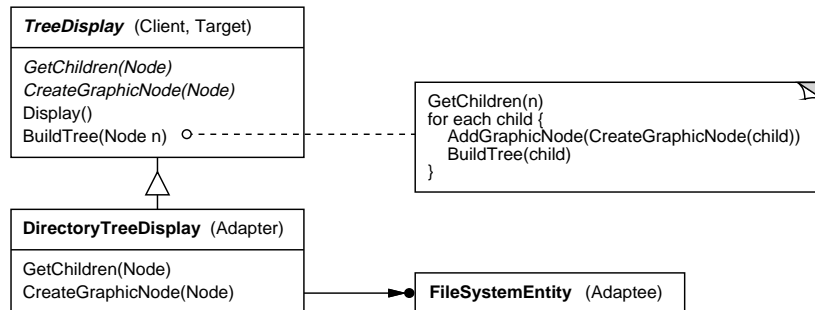 TreeDisplay (Client, Target)
GetChildren(Node)
CreateGraphicNode(Node)
Display()
BuildTree(Node n)
GetChildren(n)
for each child {
AddGraphicNode(CreateGraphicNode(child))
BuildTree(child)
}
DirectoryTreeDisplay (Adapter)
GetChildren(Node)
CreateGraphicNode(Node)
FileSystemEntity (Adaptee)